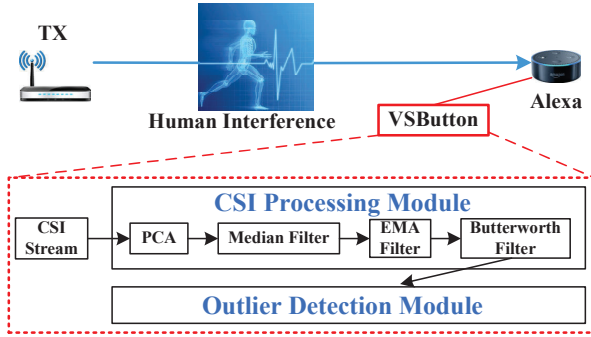 TX
Human Interference
Alexa
VSButton
CSI Processing Module
CSI
Stream
PCA
Median Filter
EMA
Filter
Butterworth
Filter
Outlier Detection Module